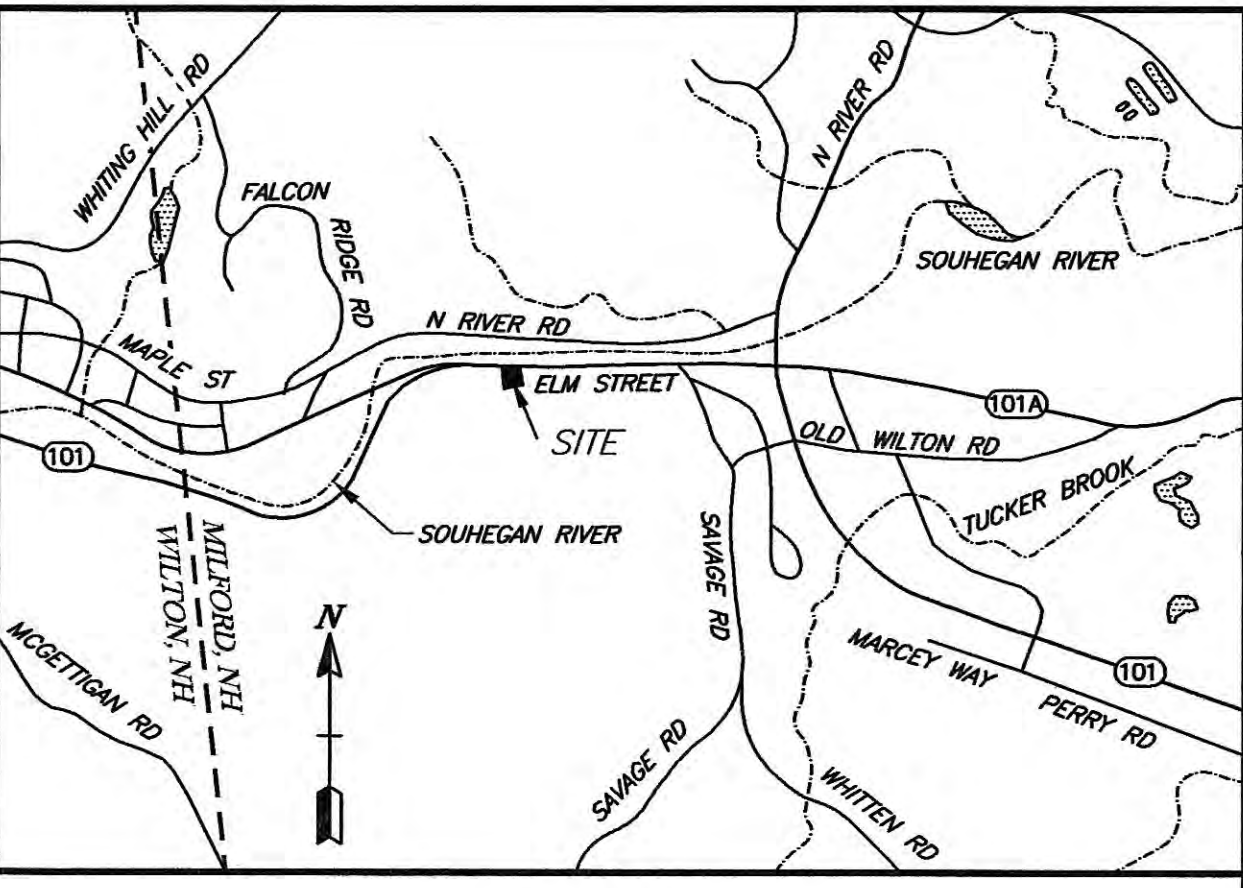 WHITING HILL RD
N RIVER RD
00
FALCON
RIDGE RD
SOUHEGAN RIVER
N RIVER RD
MAPLE ST
ELM STREET
101A
SITE
OLD WILTON RD
101
TUCKER BROOK
SOUHEGAN RIVER
SAVAGE RD
WILTON, NH
MILFORD, NH
N
MCGETTIGAN RD
MARCEY WAY
101
PERRY RD
SAVAGE RD
WHITTEN RD